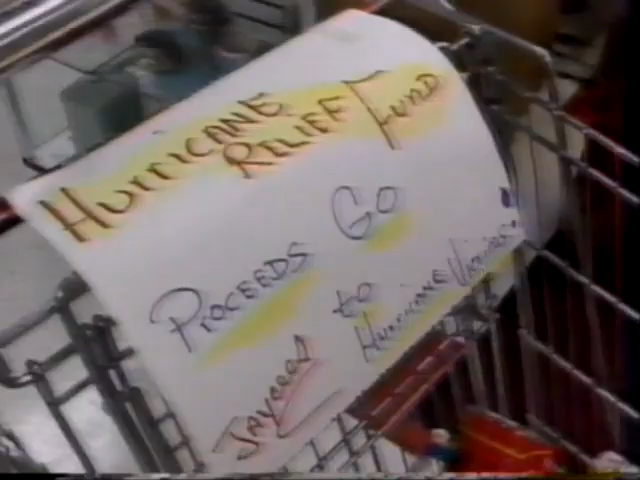 HUrrICANE
RELIEF FUND
PROCEEDS GO
to
HurricANE Victims
Jaycees